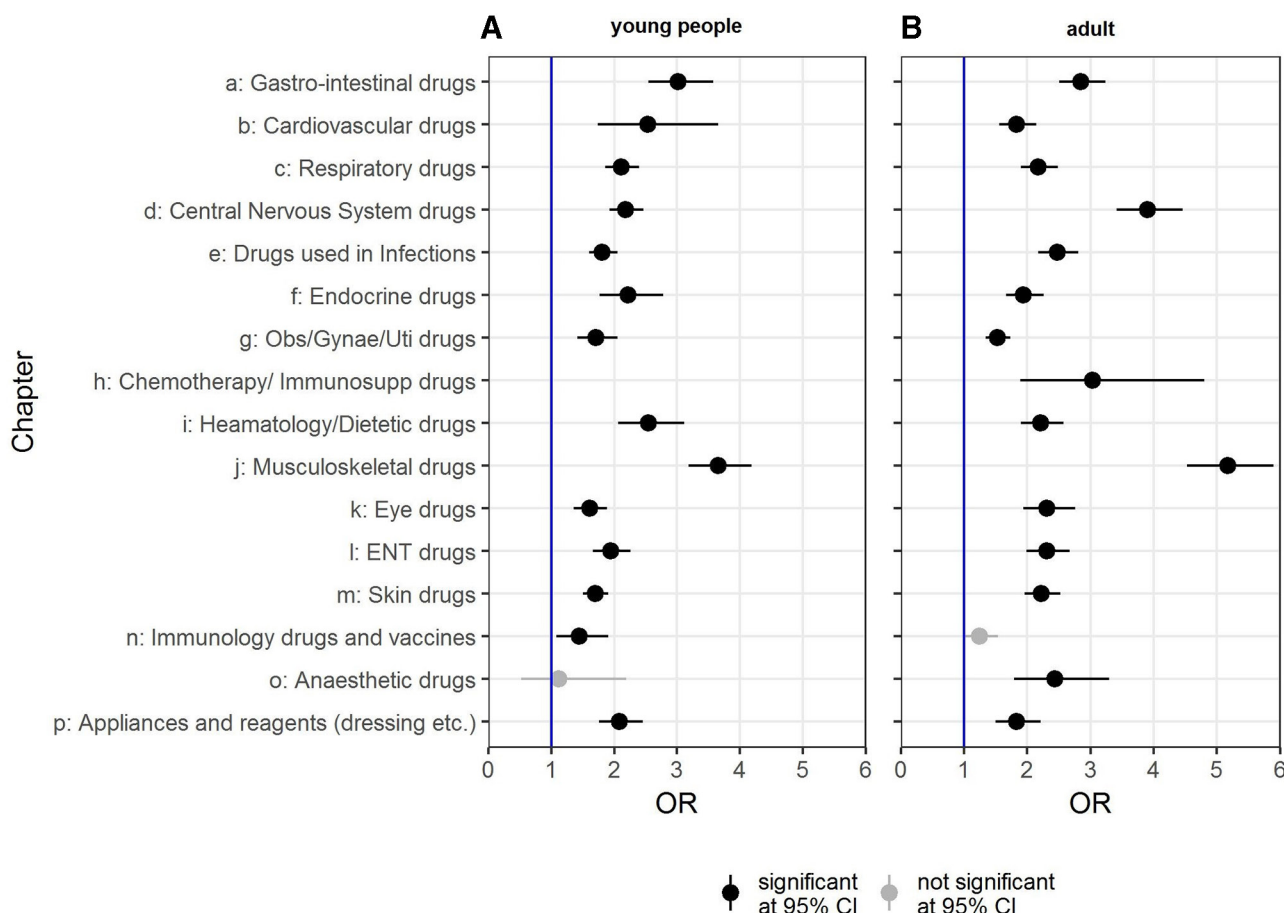 A young people
B adult
Chapter
a: Gastro-intestinal drugs
b: Cardiovascular drugs
c: Respiratory drugs
d: Central Nervous System drugs
e: Drugs used in Infections
f: Endocrine drugs
g: Obs/Gynae/Uti drugs
h: Chemotherapy/ Immunosupp drugs
i: Heamatology/Dietetic drugs
j: Musculoskeletal drugs
k: Eye drugs
l: ENT drugs
m: Skin drugs
n: Immunology drugs and vaccines
o: Anaesthetic drugs
p: Appliances and reagents (dressing etc.)
0 1 2 3 4 5 6
0 1 2 3 4 5 6
OR
OR
significant
at 95% CI
not significant
at 95% CI